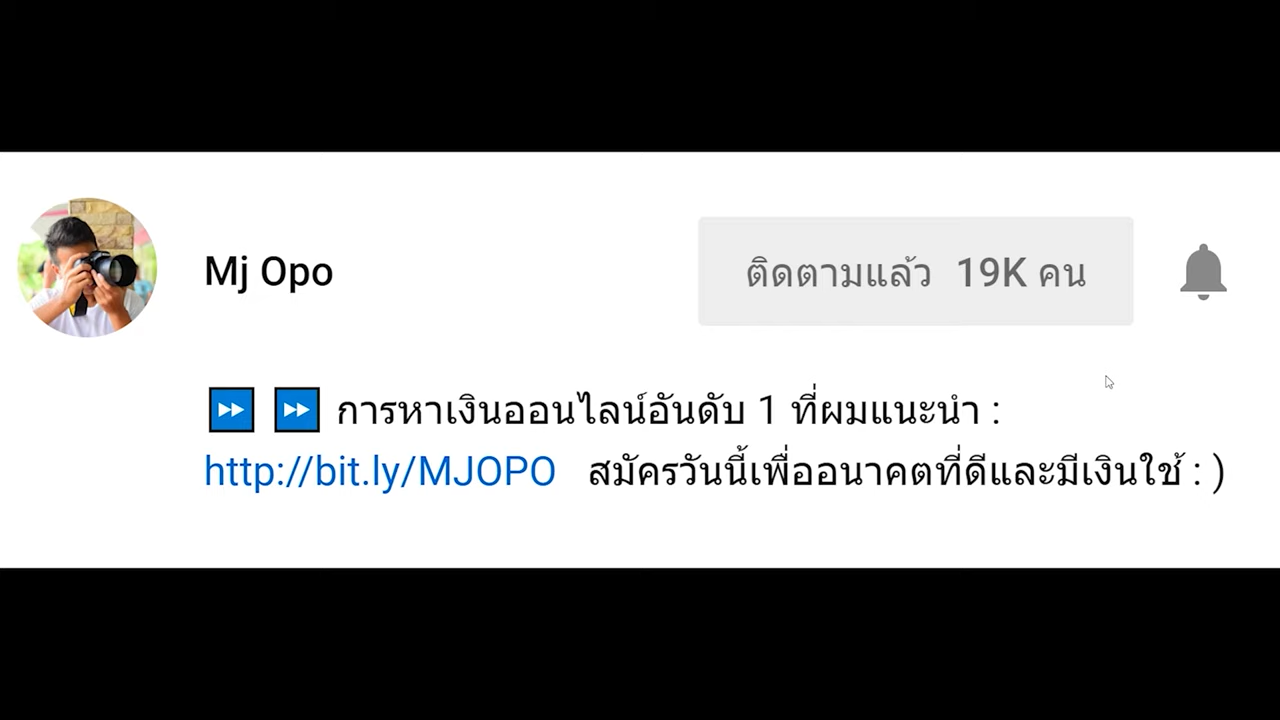 Mj Opo
ติดตามแล้ว 19K คน
⏩ ⏩ การหาเงินออนไลน์อันดับ 1 ที่ผมแนะนำ :
http://bit.ly/MJOPO สมัครวันนี้เพื่ออนาคตที่ดีและมีเงินใช้ : )